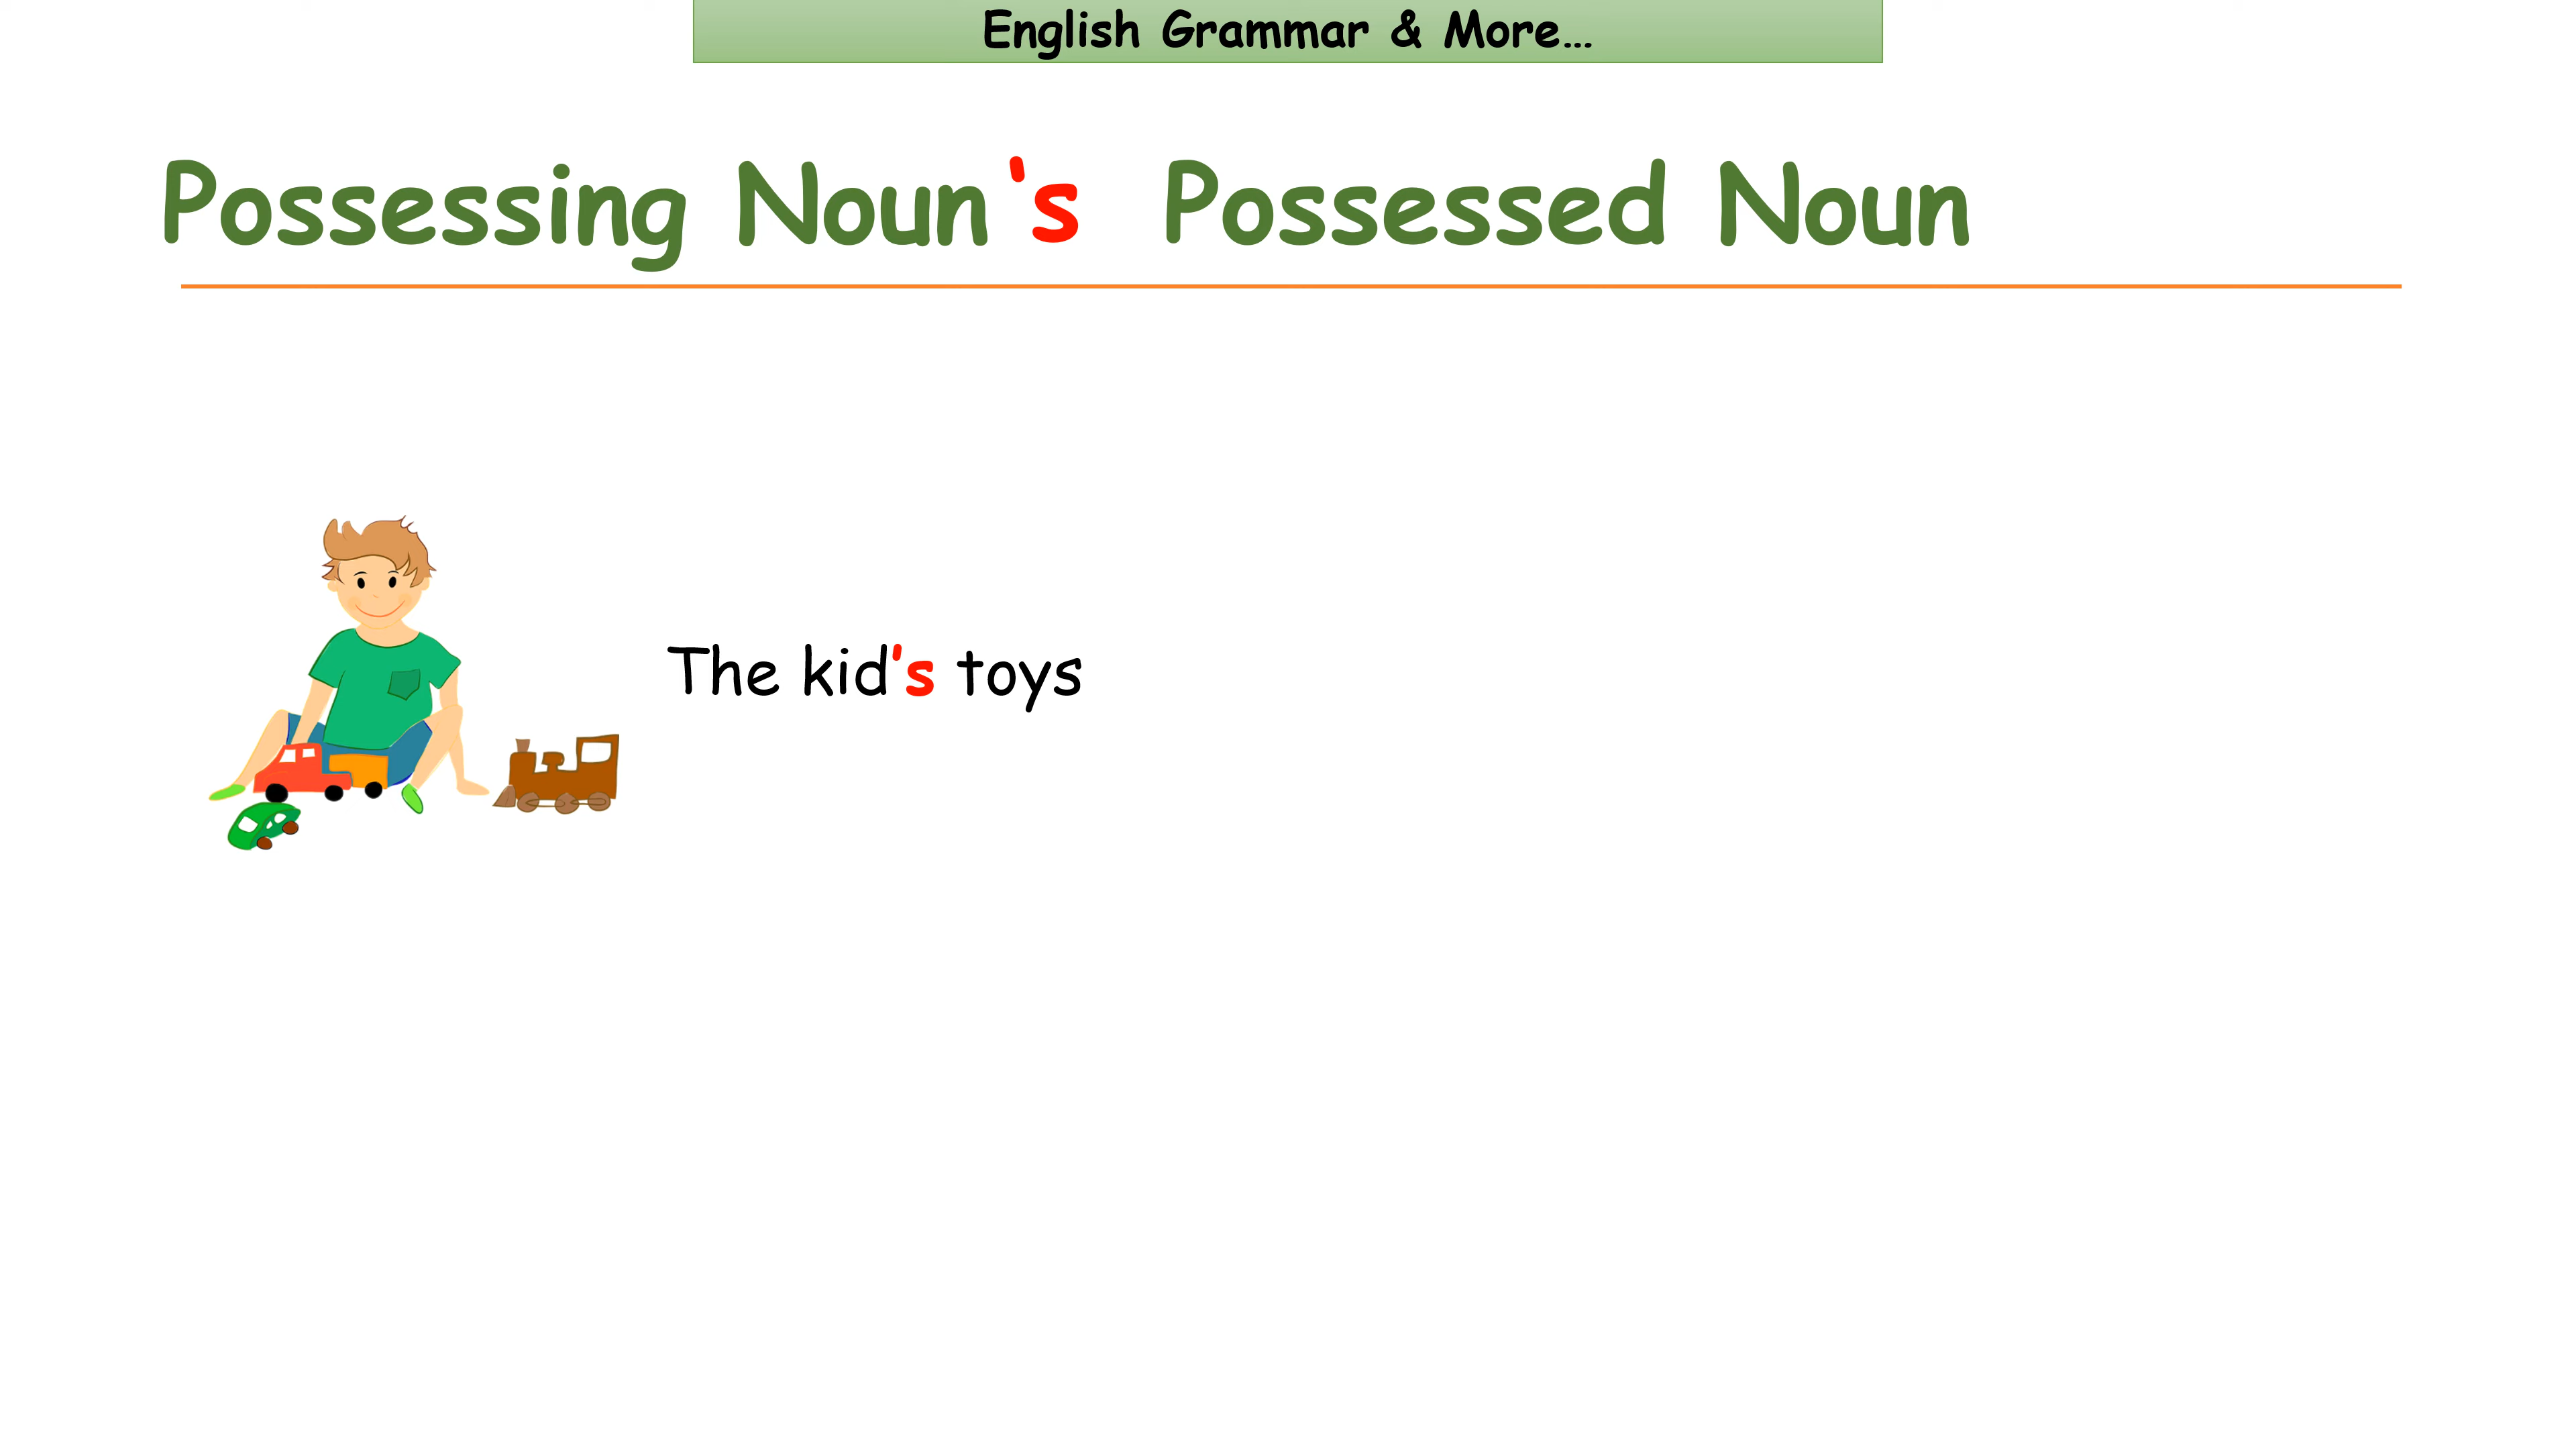 English Grammar & More...
Possessing Noun‘s Possessed Noun
The kid’s toys